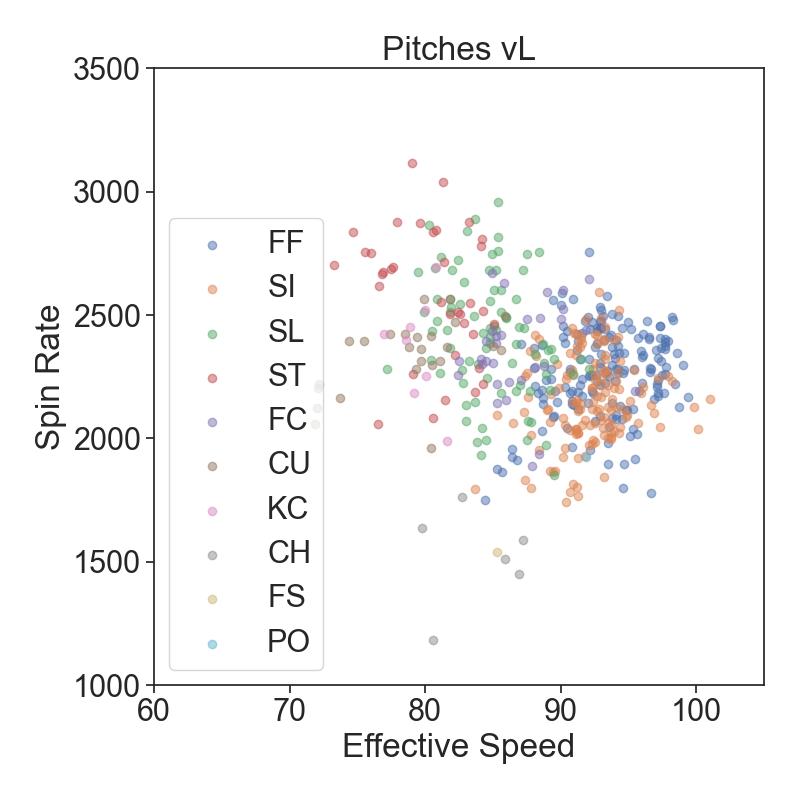 Pitches vL
3500
3000
2500
2000
1500
1000
Spin Rate
FF
SI
SL
ST
FC
CU
KC
CH
FS
PO
60 70 80 90 100
Effective Speed